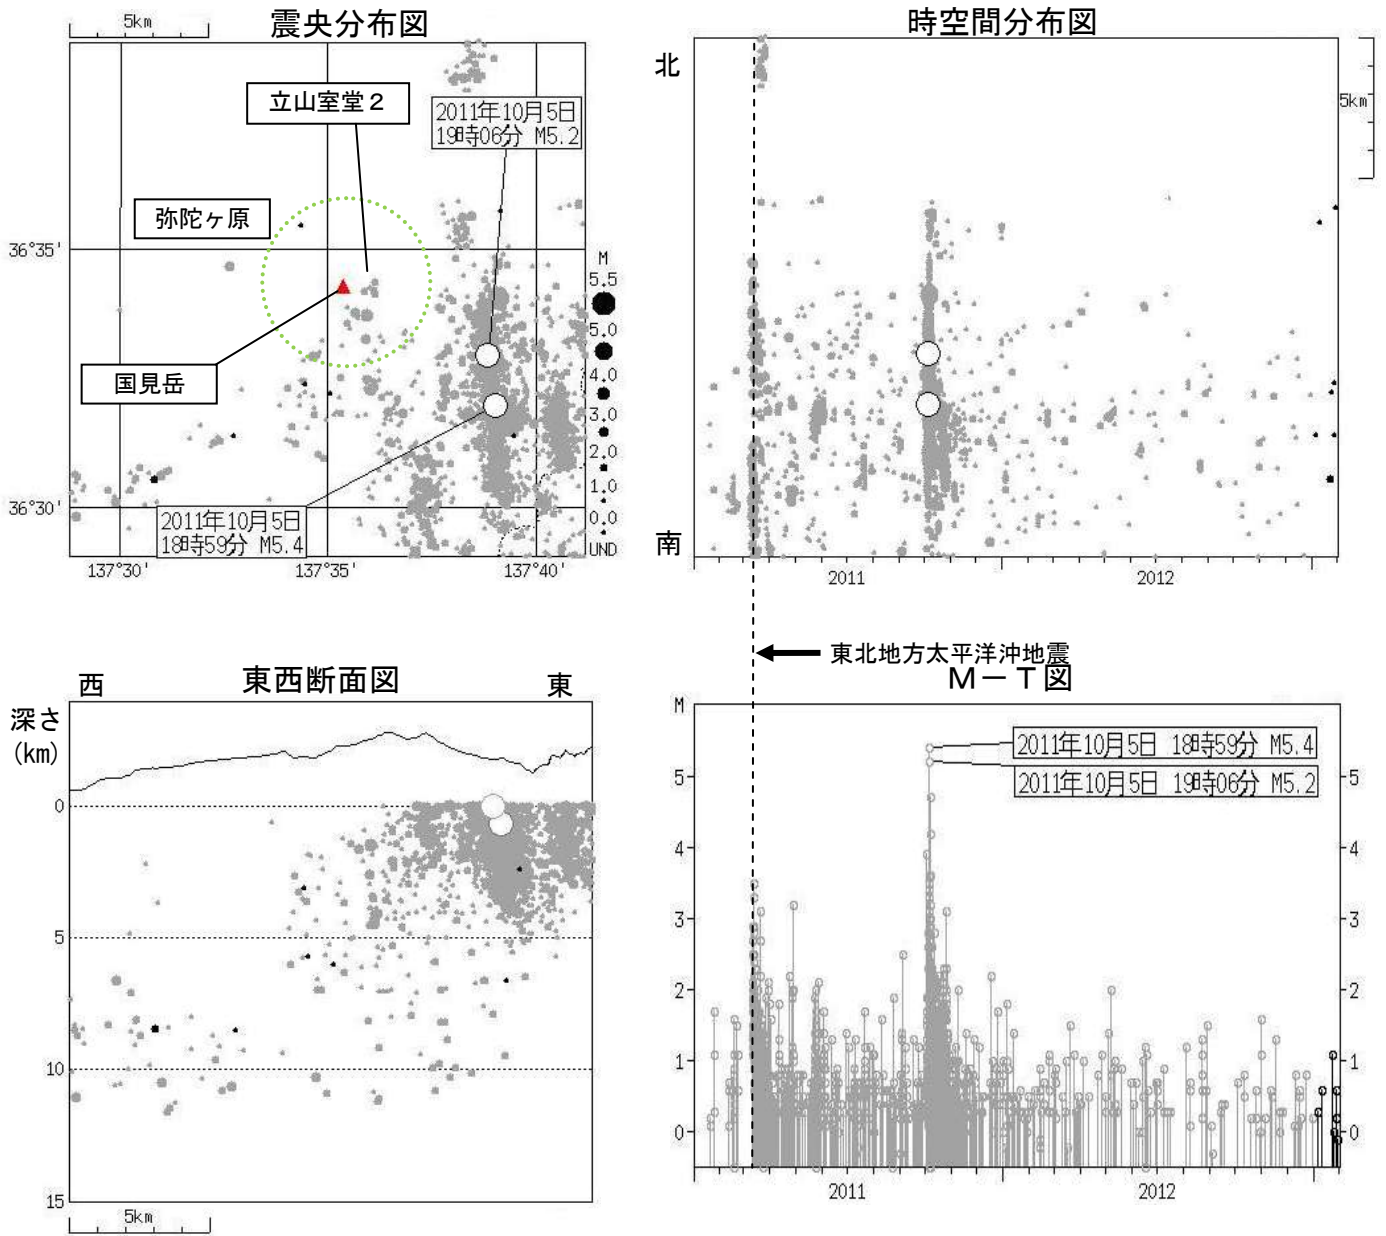 震央分布図
5km
立山室堂2
2011年10月5日
19時06分 M5.2
弥陀ヶ原
36°35'
国見岳
M
5.5
5.0
4.0
3.0
2.0
1.0
0.0
UND
36°30'
2011年10月5日
18時59分 M5.4
137°30'
137°35'
137°40'
時空間分布図
北
5km
南
2011
2012
東北地方太平洋沖地震
東西断面図
西
東
深さ
(km)
0
5
10
15
5km
M-T図
M
2011年10月5日 18時59分 M5.4
2011年10月5日 19時06分 M5.2
5
4
3
2
1
0
5
4
3
2
1
0
2011
2012